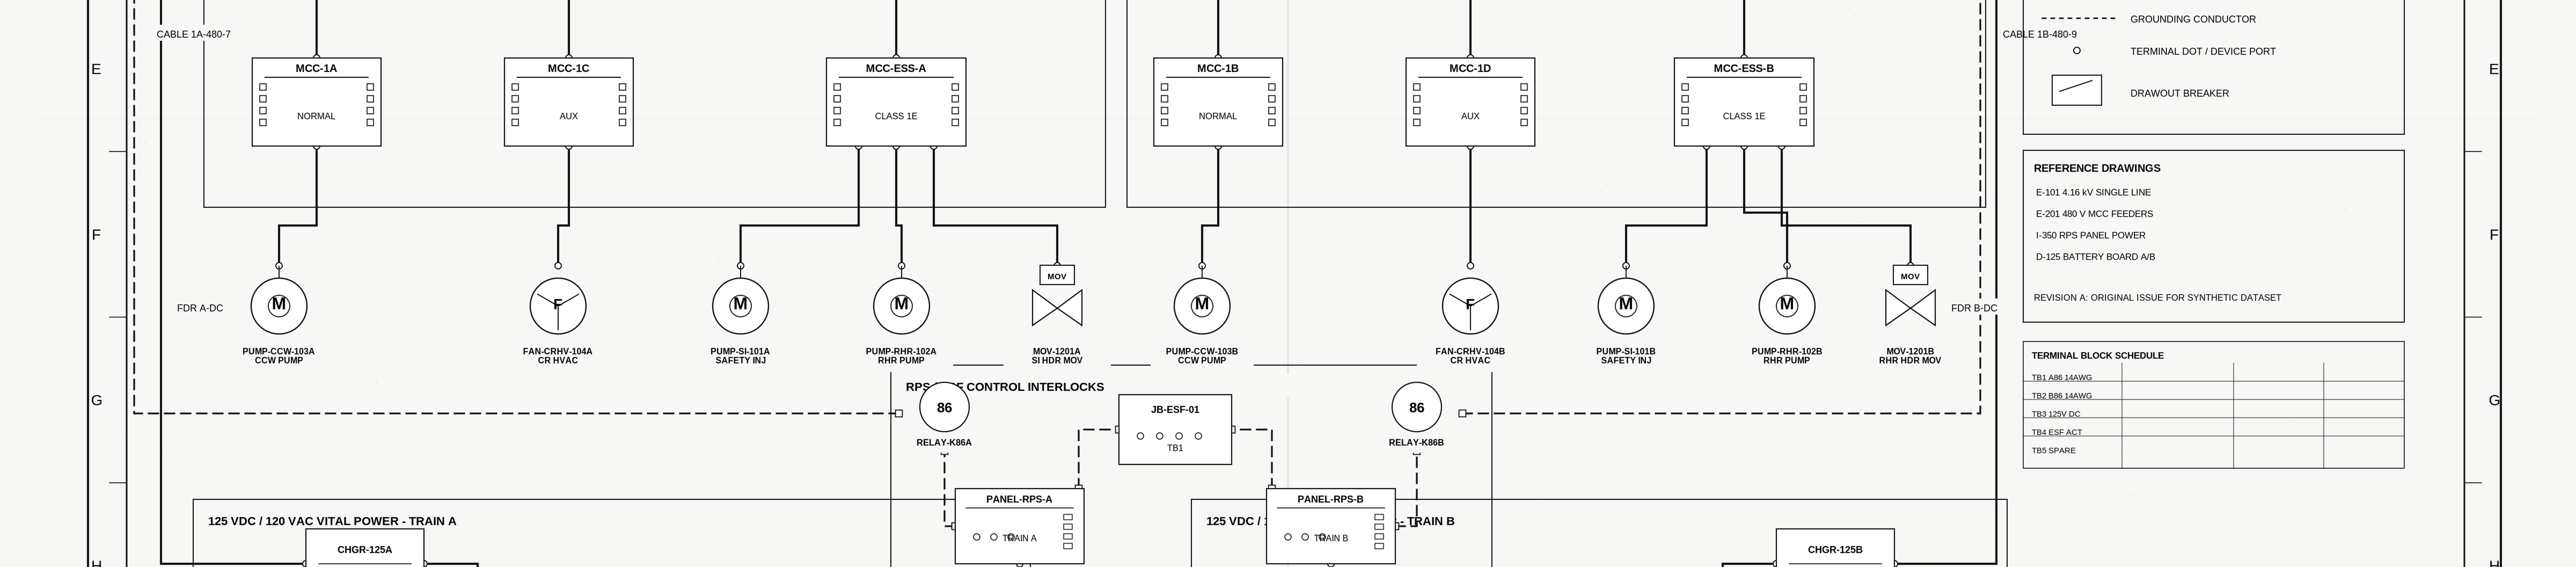 GROUNDING CONDUCTOR
CABLE 1A-480-7
CABLE 1B-480-9
TERMINAL DOT / DEVICE PORT
DRAWOUT BREAKER
E
MCC-1A
NORMAL
MCC-1C
AUX
MCC-ESS-A
CLASS 1E
MCC-1B
NORMAL
MCC-1D
AUX
MCC-ESS-B
CLASS 1E
E
REFERENCE DRAWINGS
E-101 4.16 kV SINGLE LINE
E-201 480 V MCC FEEDERS
I-350 RPS PANEL POWER
D-125 BATTERY BOARD A/B
REVISION A: ORIGINAL ISSUE FOR SYNTHETIC DATASET
F
F
FDR A-DC
M
F
M
M
MOV
M
F
M
M
MOV
FDR B-DC
PUMP-CCW-103A
CCW PUMP
FAN-CRHV-104A
CR HVAC
PUMP-SI-101A
SAFETY INJ
PUMP-RHR-102A
RHR PUMP
MOV-1201A
SI HDR MOV
PUMP-CCW-103B
CCW PUMP
FAN-CRHV-104B
CR HVAC
PUMP-SI-101B
SAFETY INJ
PUMP-RHR-102B
RHR PUMP
MOV-1201B
RHR HDR MOV
TERMINAL BLOCK SCHEDULE
TB1 A86 14AWG
TB2 B86 14AWG
TB3 125V DC
TB4 ESF ACT
TB5 SPARE
G
G
RPS CONTROL INTERLOCKS
86
RELAY-K86A
JB-ESF-01
TB1
86
RELAY-K86B
125 VDC / 120 VAC VITAL POWER - TRAIN A
CHGR-125A
PANEL-RPS-A
TRAIN A
125 VDC / - TRAIN B
PANEL-RPS-B
TRAIN B
CHGR-125B
H
H